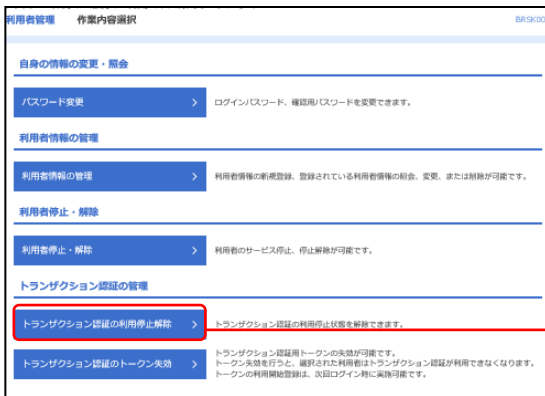 利用者管理 作業内容選択 BRSK00
自身の情報の変更・照会
パスワード変更 ログインパスワード、確認用パスワードを変更できます。
利用者情報の管理
利用者情報の管理 利用者情報の新規登録、登録されている利用者情報の照会、変更、または削除が可能です。
利用者停止・解除
利用者停止・解除 利用者のサービス停止、停止解除が可能です。
トランザクション認証の管理
トランザクション認証の利用停止解除 トランザクション認証の利用停止状態を解除できます。
トランザクション認証用トークンの失効が可能です。
トランザクション認証のトークン失効 トークン失効を行うと、選択された利用者はトランザクション認証が利用できなくなります。
トークンの利用開始登録は、次回ログイン時に実施可能です。